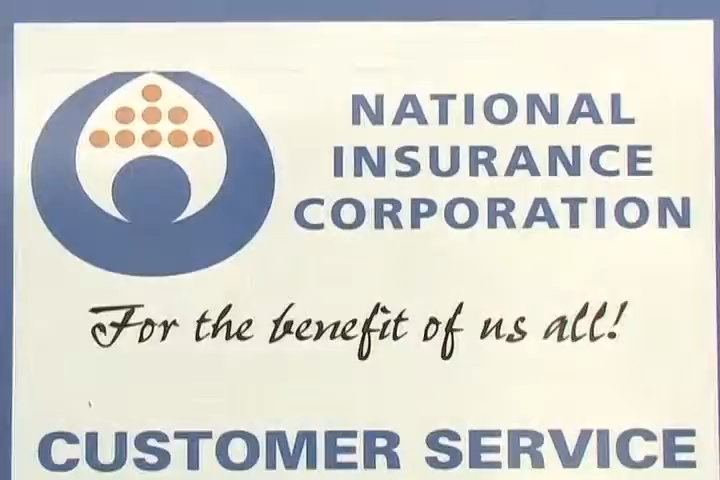 NATIONAL
INSURANCE
CORPORATION
For the benefit of us all!
CUSTOMER SERVICE